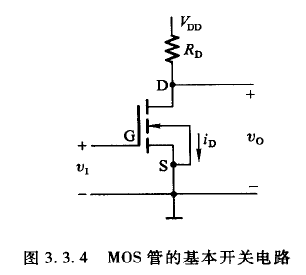 V_DD
R_D
D
+
G
i_D
v_O
+
S
v_I
−
−
图 3.3.4 MOS 管的基本开关电路